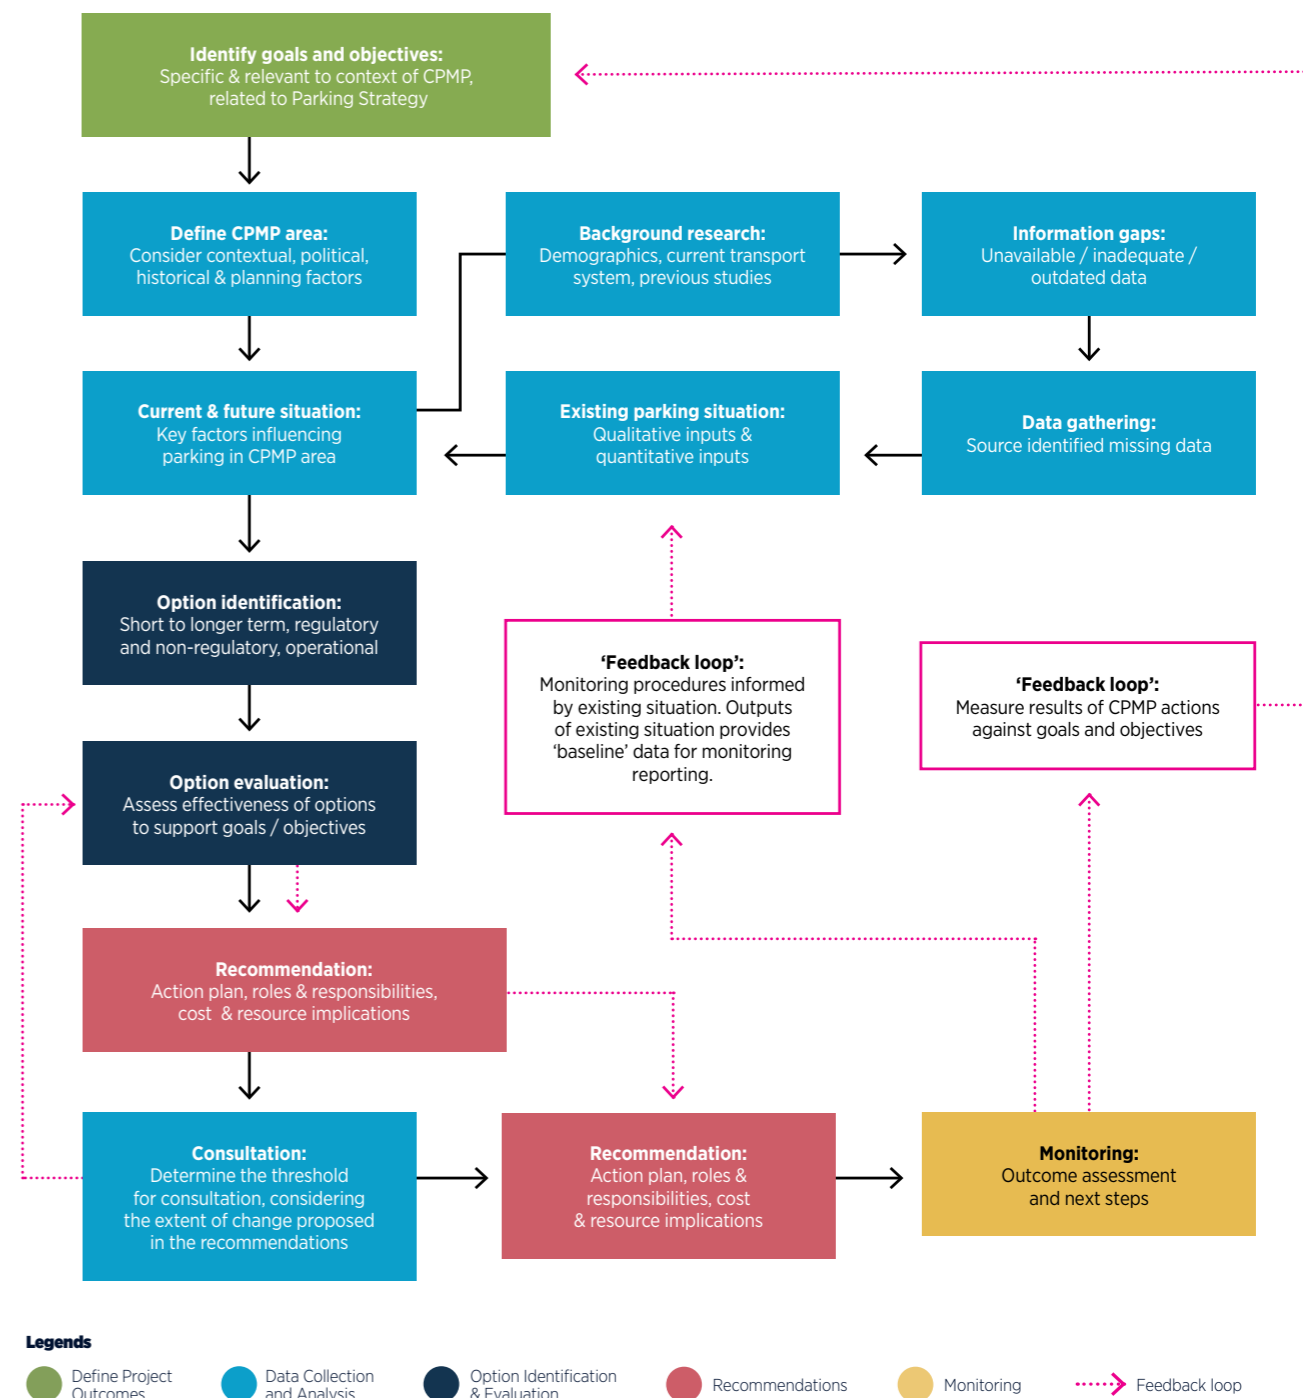 Identify goals and objectives:
Specific & relevant to context of CPMP,
related to Parking Strategy
Define CPMP area:
Consider contextual, political,
historical & planning factors
Background research:
Demographics, current transport
system, previous studies
Information gaps:
Unavailable / inadequate /
outdated data
Current & future situation:
Key factors influencing
parking in CPMP area
Existing parking situation:
Qualitative inputs &
quantitative inputs
Data gathering:
Source identified missing data
Option identification:
Short to longer term, regulatory
and non-regulatory, operational
‘Feedback loop’:
Monitoring procedures informed
by existing situation. Outputs
of existing situation provides
‘baseline’ data for monitoring
reporting.
‘Feedback loop’:
Measure results of CPMP actions
against goals and objectives
Option evaluation:
Assess effectiveness of options
to support goals / objectives
Recommendation:
Action plan, roles & responsibilities,
cost & resource implications
Consultation:
Determine the threshold
for consultation, considering
the extent of change proposed
in the recommendations
Recommendation:
Action plan, roles &
responsibilities, cost
& resource implications
Monitoring:
Outcome assessment
and next steps
Legends
Define Project
Outcomes
Data Collection
and Analysis
Option Identification
& Evaluation
Recommendations
Monitoring
Feedback loop